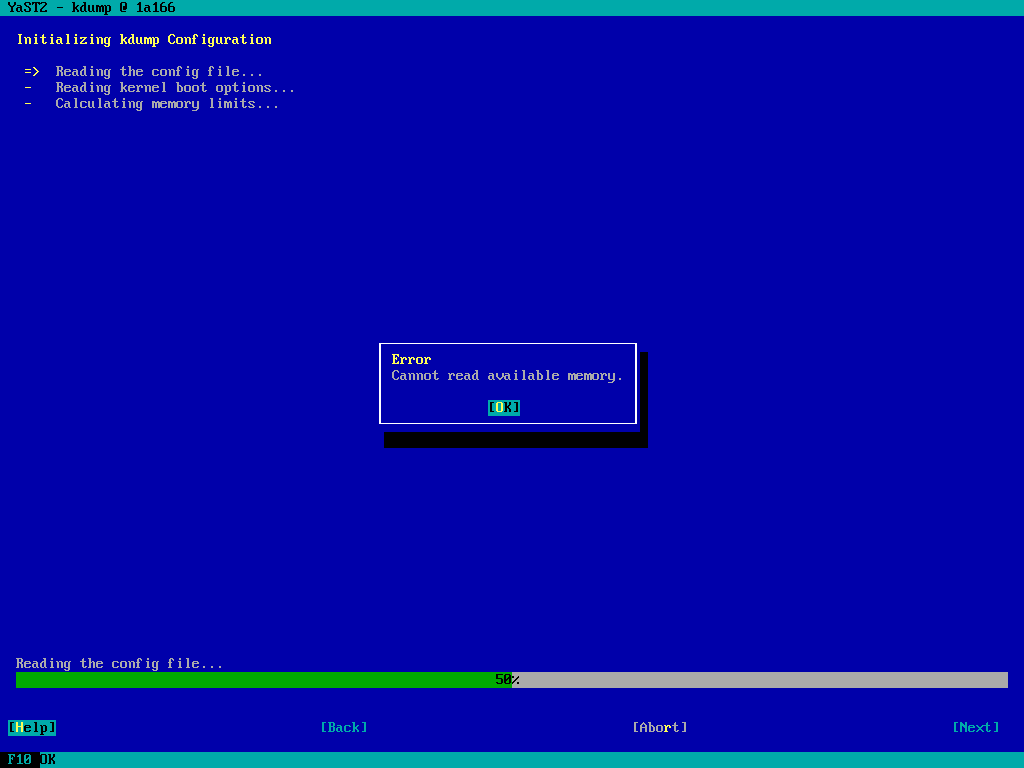 YaST2 - kdump @ 1a166
Initializing kdump Configuration
=> Reading the config file...
- Reading kernel boot options...
- Calculating memory limits...
Error
Cannot read available memory.
[OK]
Reading the config file...
50%
[Help] [Back] [Abort] [Next]
F10 OK